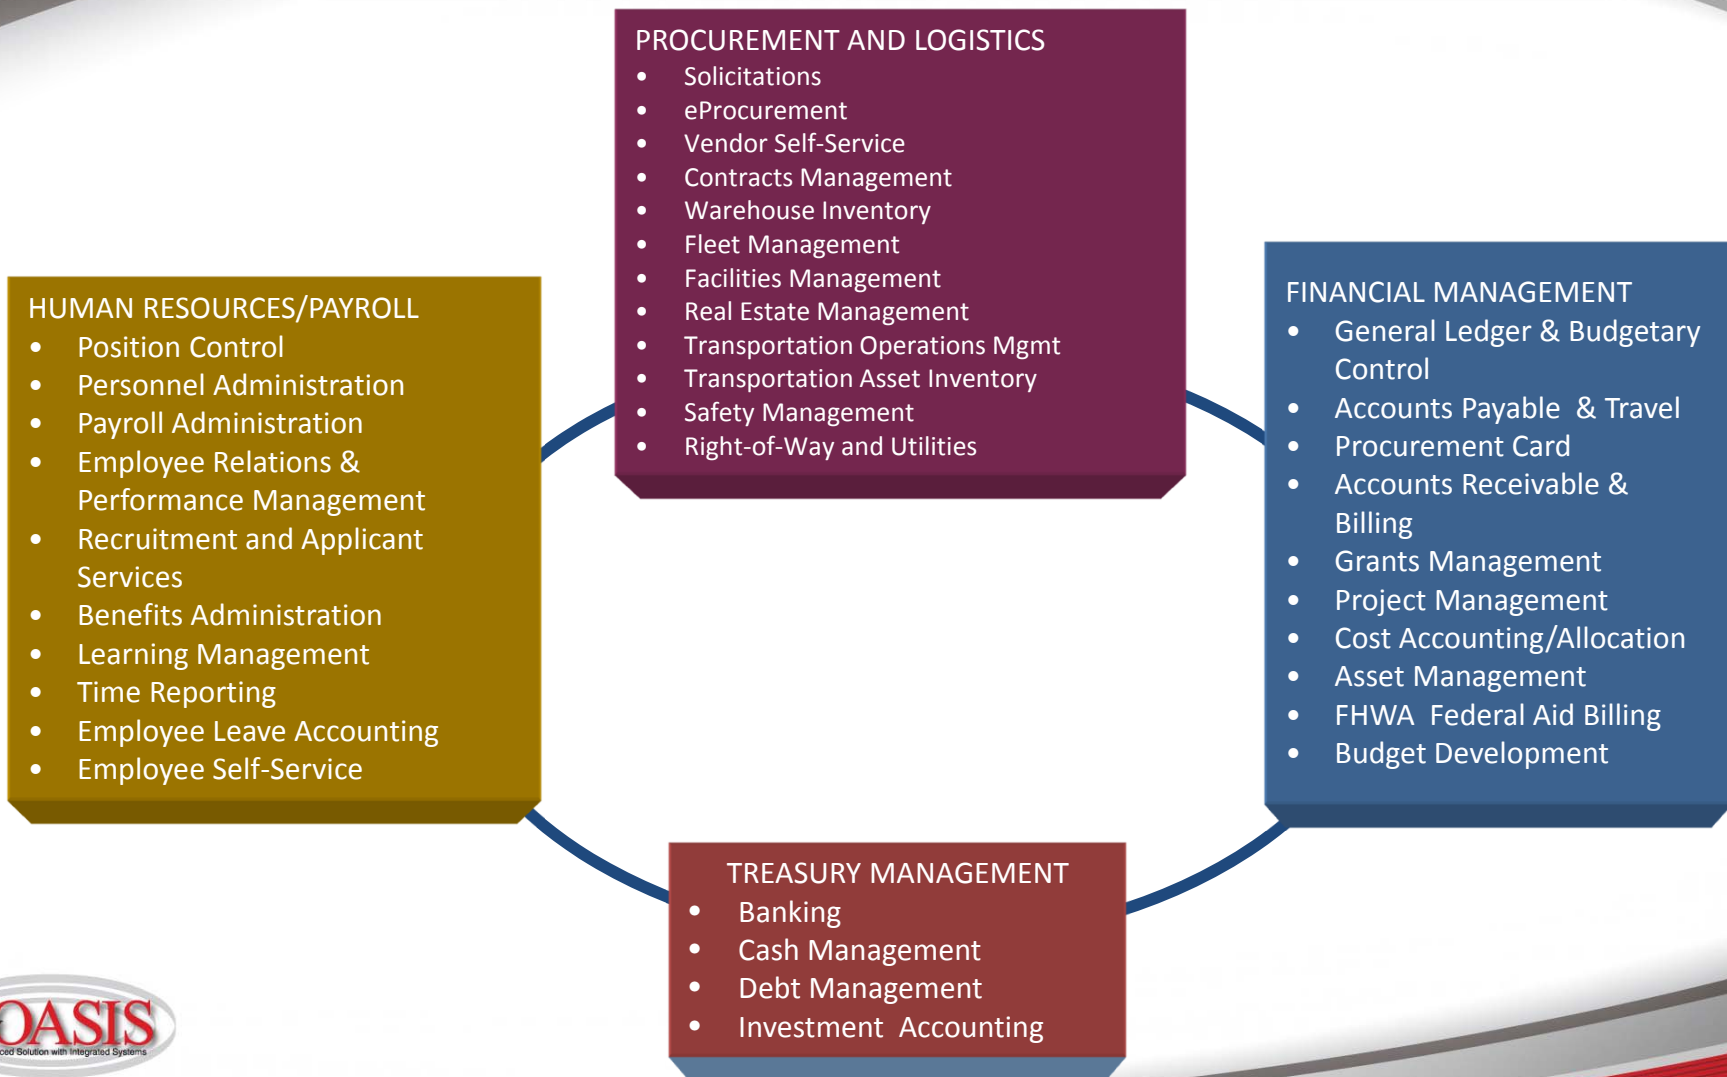 PROCUREMENT AND LOGISTICS
• Solicitations
• eProcurement
• Vendor Self-Service
• Contracts Management
• Warehouse Inventory
• Fleet Management
• Facilities Management
• Real Estate Management
• Transportation Operations Mgmt
• Transportation Asset Inventory
• Safety Management
• Right-of-Way and Utilities
HUMAN RESOURCES/PAYROLL
• Position Control
• Personnel Administration
• Payroll Administration
• Employee Relations &
Performance Management
• Recruitment and Applicant
Services
• Benefits Administration
• Learning Management
• Time Reporting
• Employee Leave Accounting
• Employee Self-Service
FINANCIAL MANAGEMENT
• General Ledger & Budgetary
Control
• Accounts Payable & Travel
• Procurement Card
• Accounts Receivable &
Billing
• Grants Management
• Project Management
• Cost Accounting/Allocation
• Asset Management
• FHWA Federal Aid Billing
• Budget Development
TREASURY MANAGEMENT
• Banking
• Cash Management
• Debt Management
• Investment Accounting
OASIS
Solution with Integrated Systems